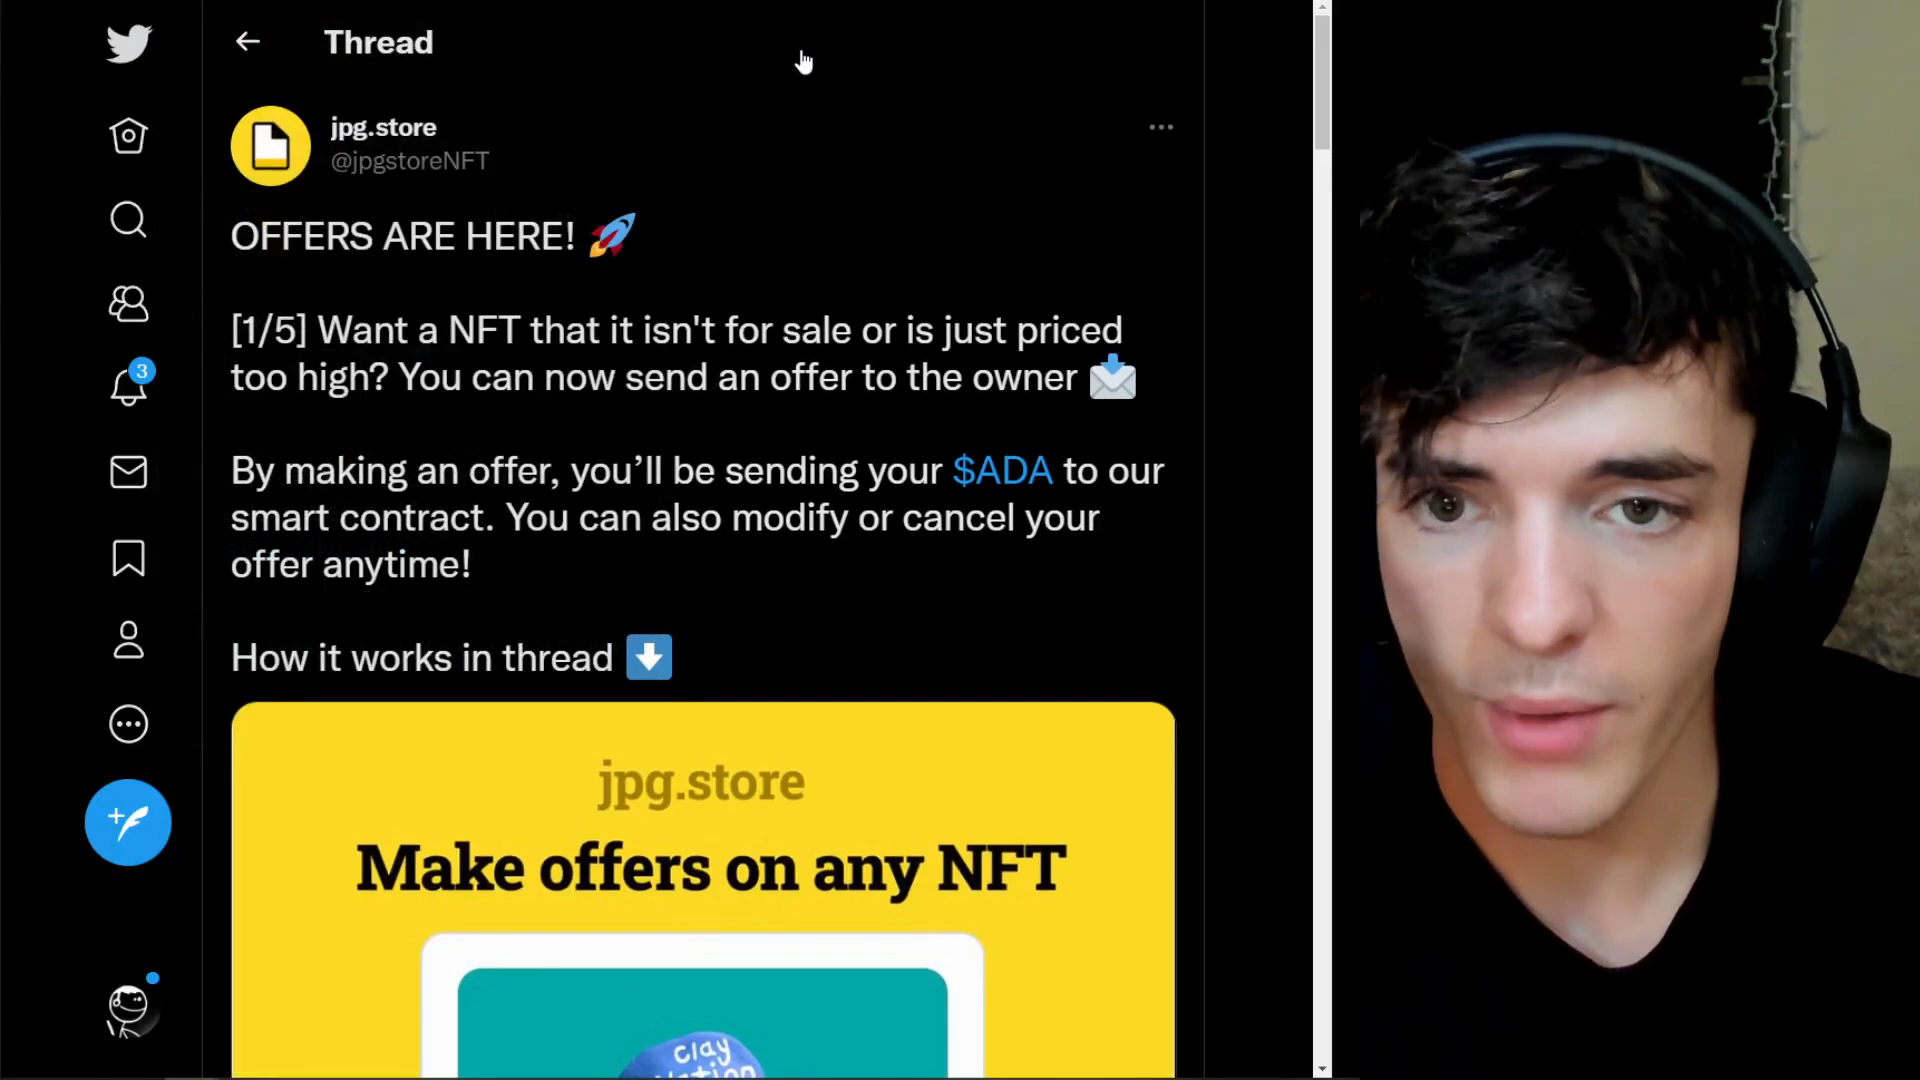 Thread
jpg.store
@jpgstoreNFT
OFFERS ARE HERE! 🚀
[1/5] Want a NFT that it isn't for sale or is just priced
too high? You can now send an offer to the owner 📩
By making an offer, you’ll be sending your $ADA to our
smart contract. You can also modify or cancel your
offer anytime!
How it works in thread ⬇️
3
jpg.store
Make offers on any NFT
clay
Nation